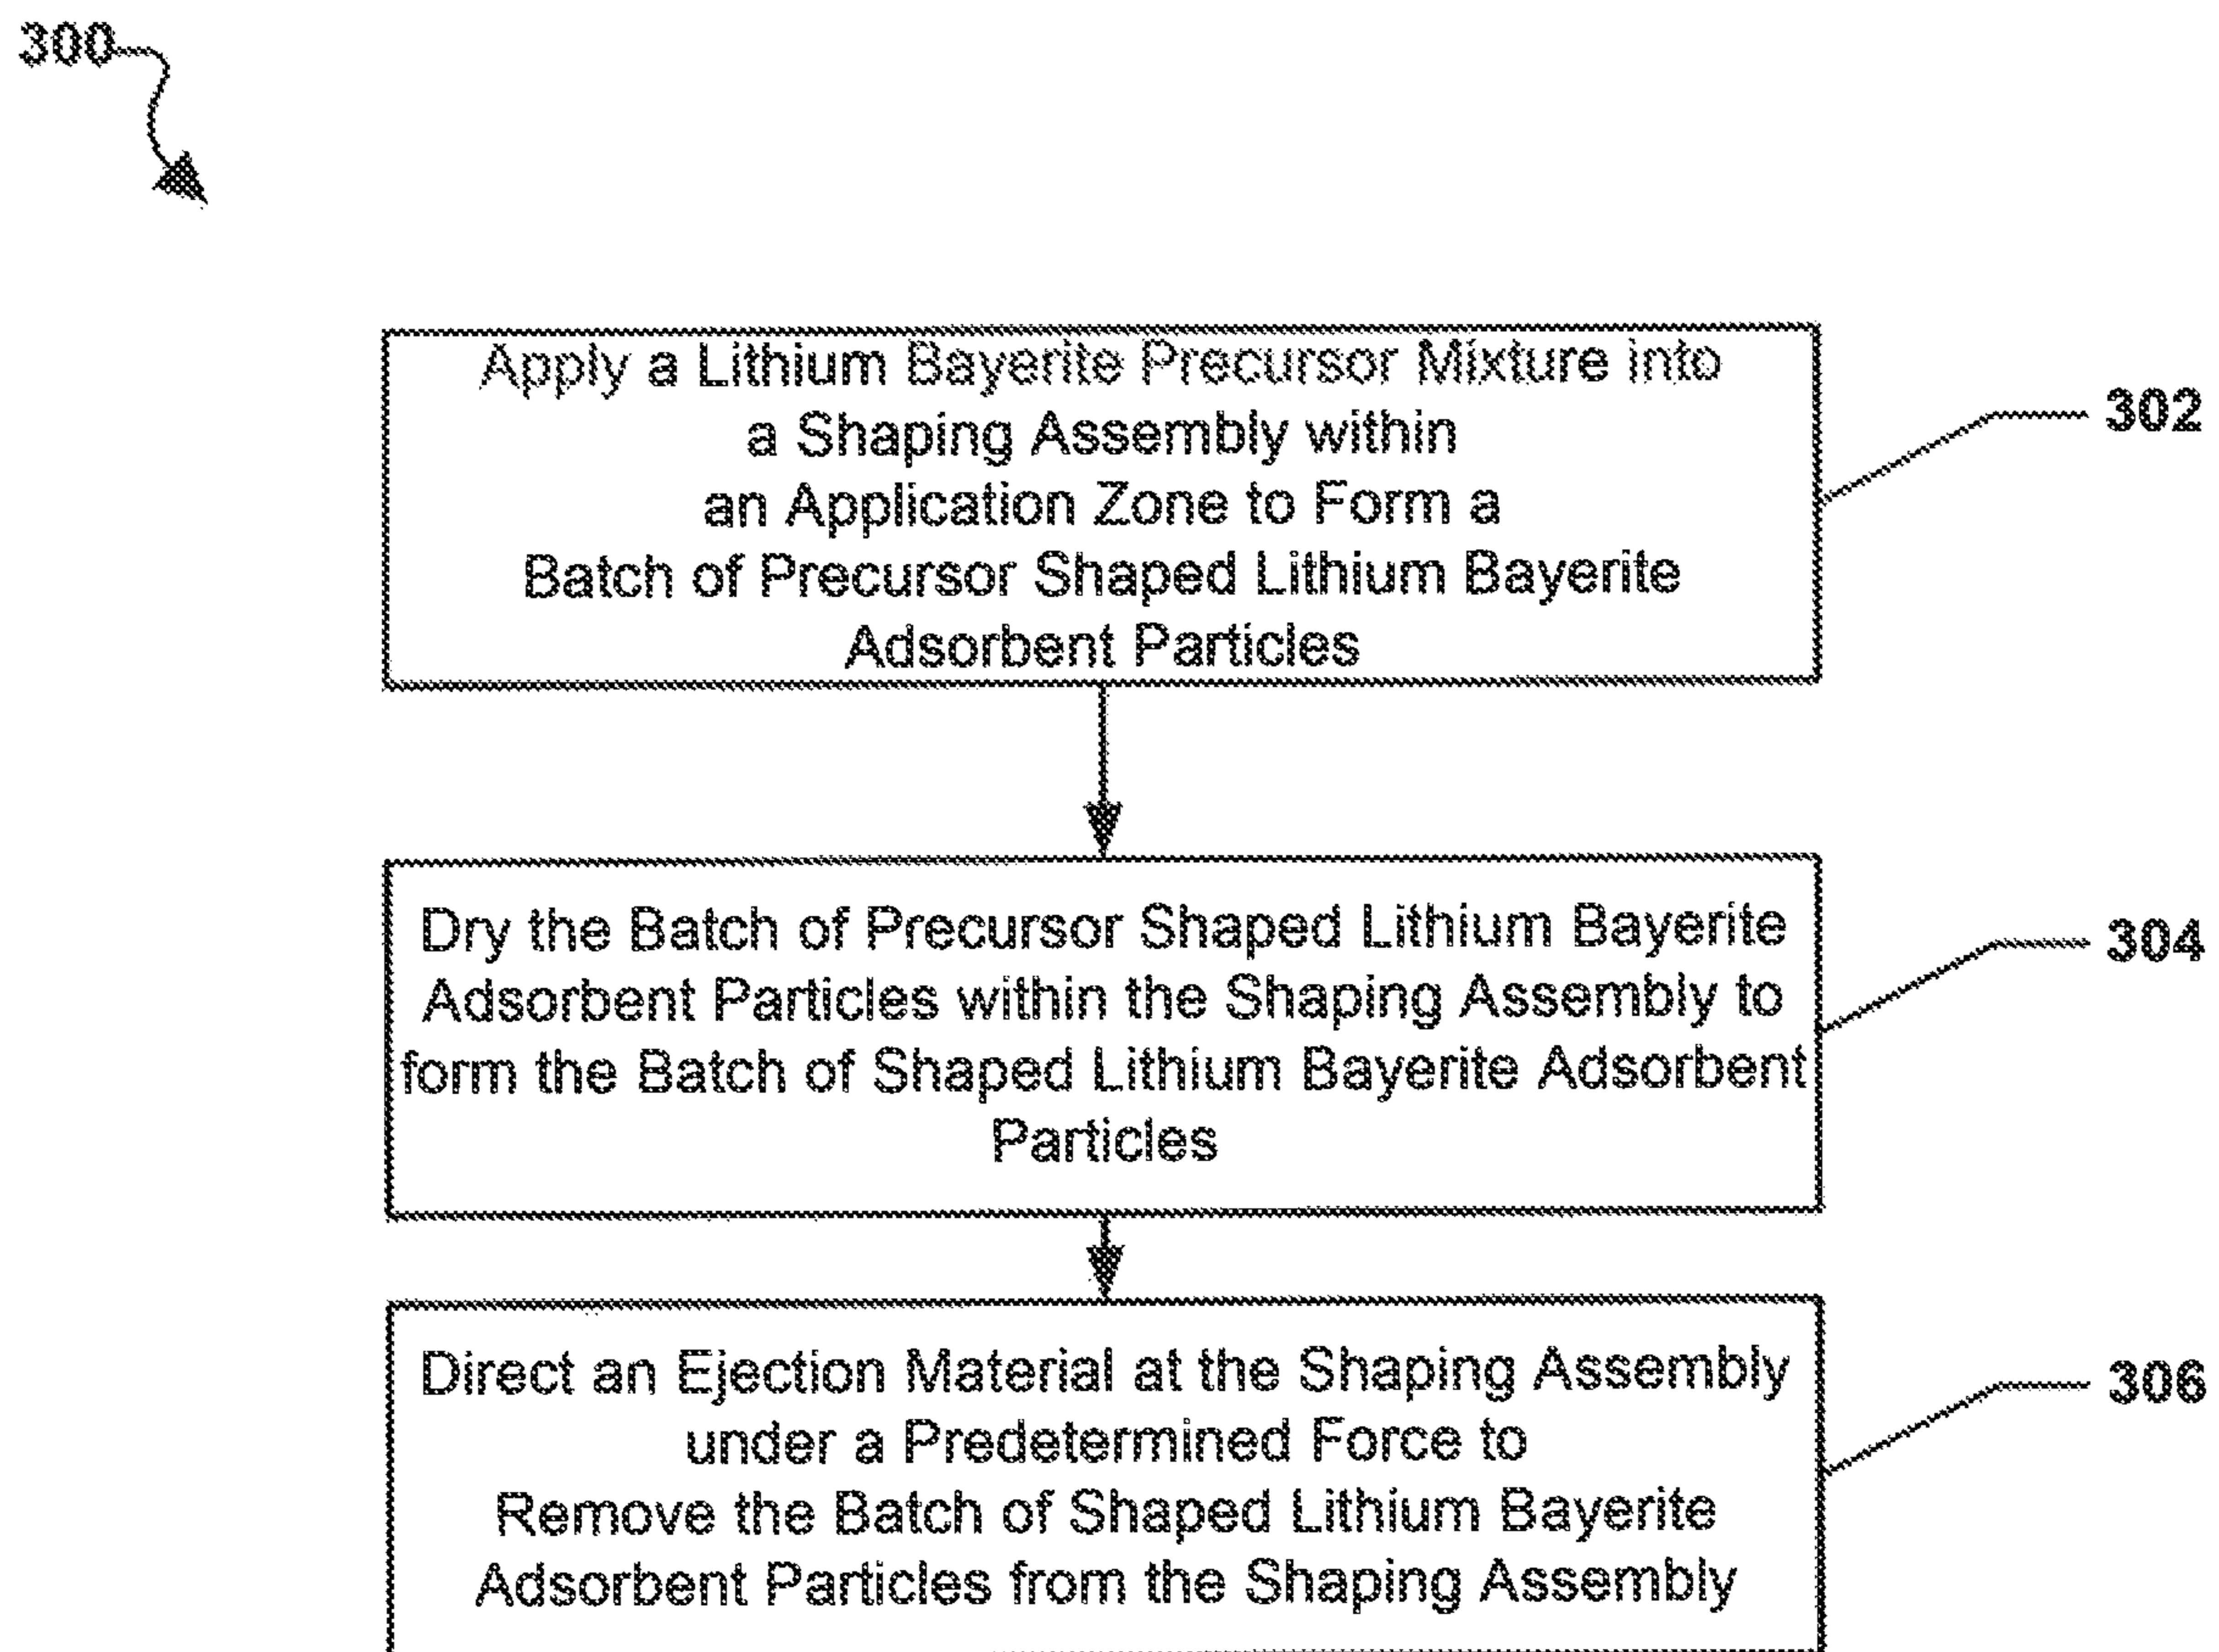 300
Apply a Lithium Bayerite Precursor Mixture into
a Shaping Assembly within
an Application Zone to Form a
Batch of Precursor Shaped Lithium Bayerite
Adsorbent Particles
302
Dry the Batch of Precursor Shaped Lithium Bayerite
Adsorbent Particles within the Shaping Assembly to
form the Batch of Shaped Lithium Bayerite Adsorbent
Particles
304
Direct an Ejection Material at the Shaping Assembly
under a Predetermined Force to
Remove the Batch of Shaped Lithium Bayerite
Adsorbent Particles from the Shaping Assembly
306